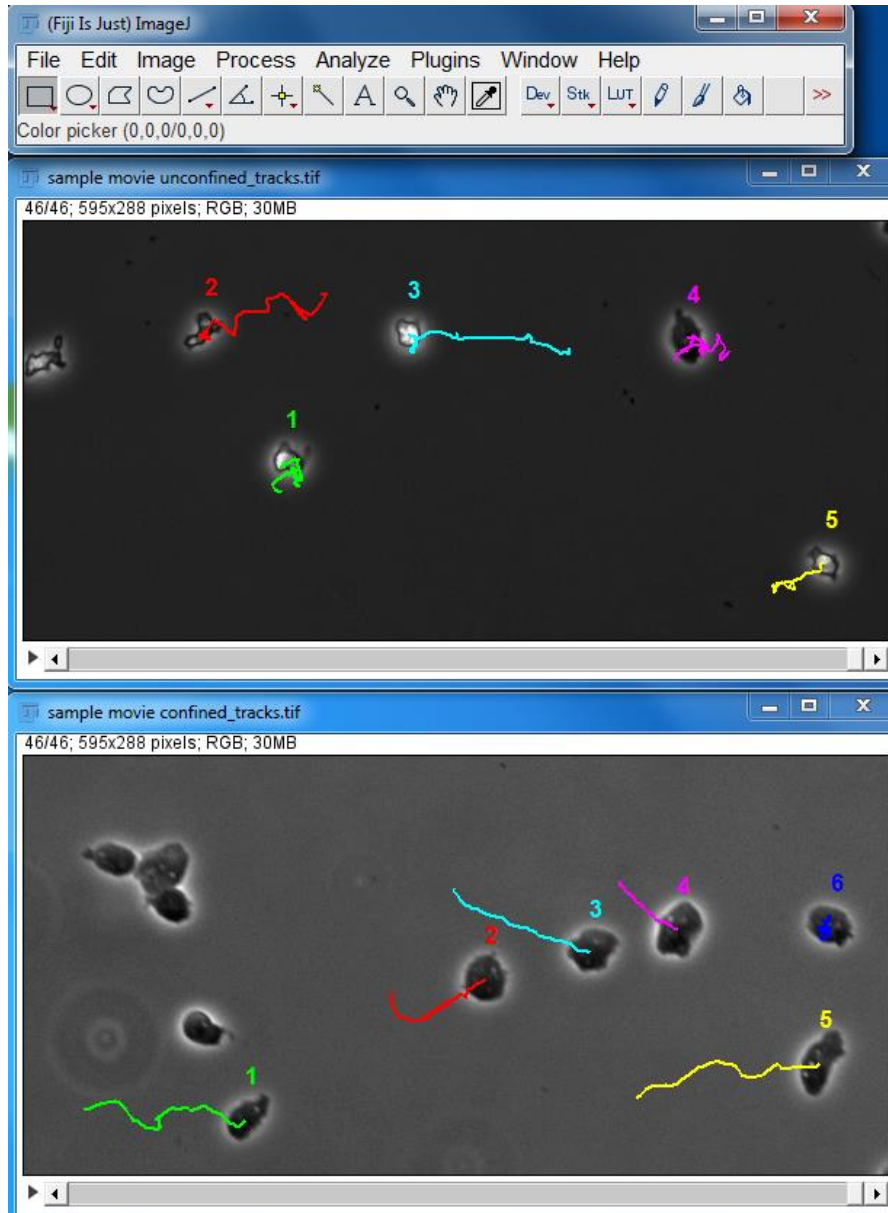 (Fiji Is Just) ImageJ
File Edit Image Process Analyze Plugins Window Help
A Dev Stk LUT >>
Color picker (0,0,0/0,0,0)
sample movie unconfined_tracks.tif
46/46; 595x288 pixels; RGB; 30MB
2 3 4
1
5
sample movie confined_tracks.tif
46/46; 595x288 pixels; RGB; 30MB
2 3 4 6
1 5